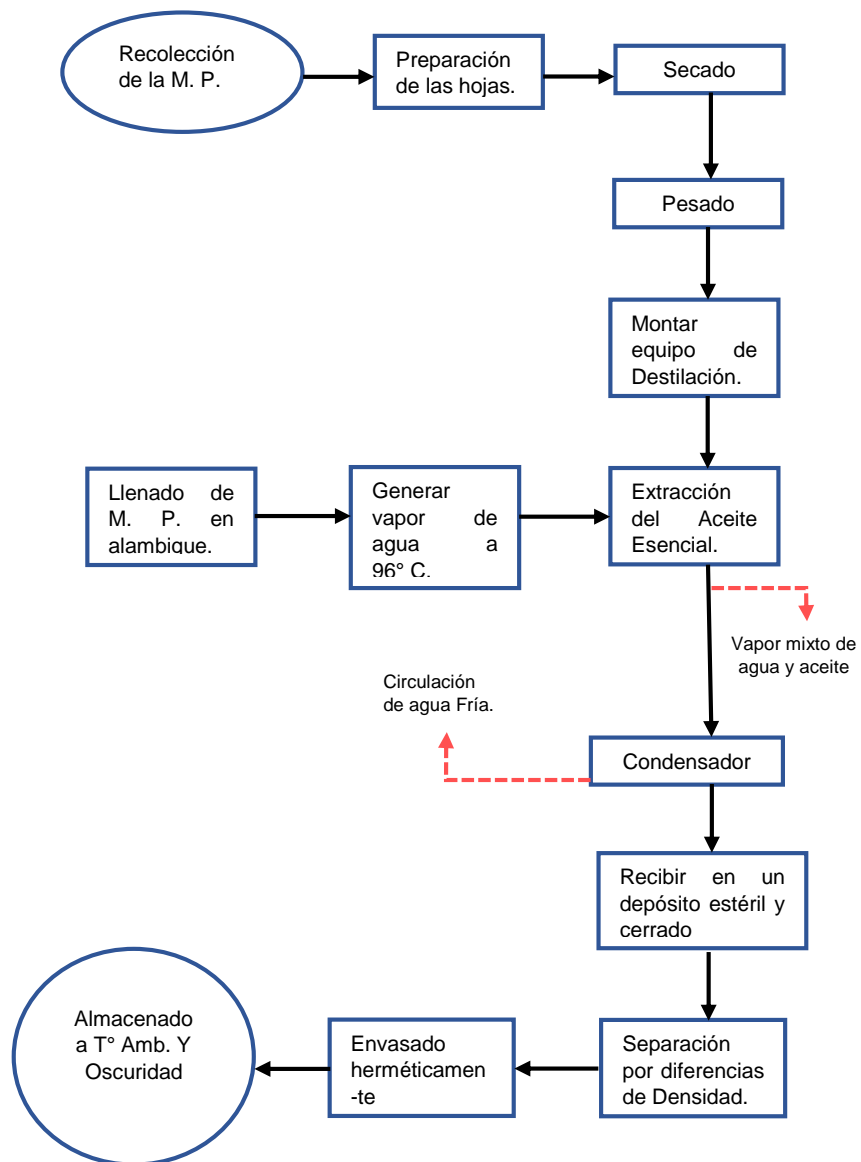 Recolección
de la M. P.
Preparación
de las hojas.
Secado
Pesado
Montar
equipo de
Destilación.
Llenado de
M. P. en
alambique.
Generar
vapor de
agua a
96° C.
Extracción
del Aceite
Esencial.
Vapor mixto de
agua y aceite
Circulación
de agua Fría.
Condensador
Recibir en un
depósito estéril y
cerrado
Separación
por diferencias
de Densidad.
Envasado
herméticamen
-te
Almacenado
a T° Amb. Y
Oscuridad